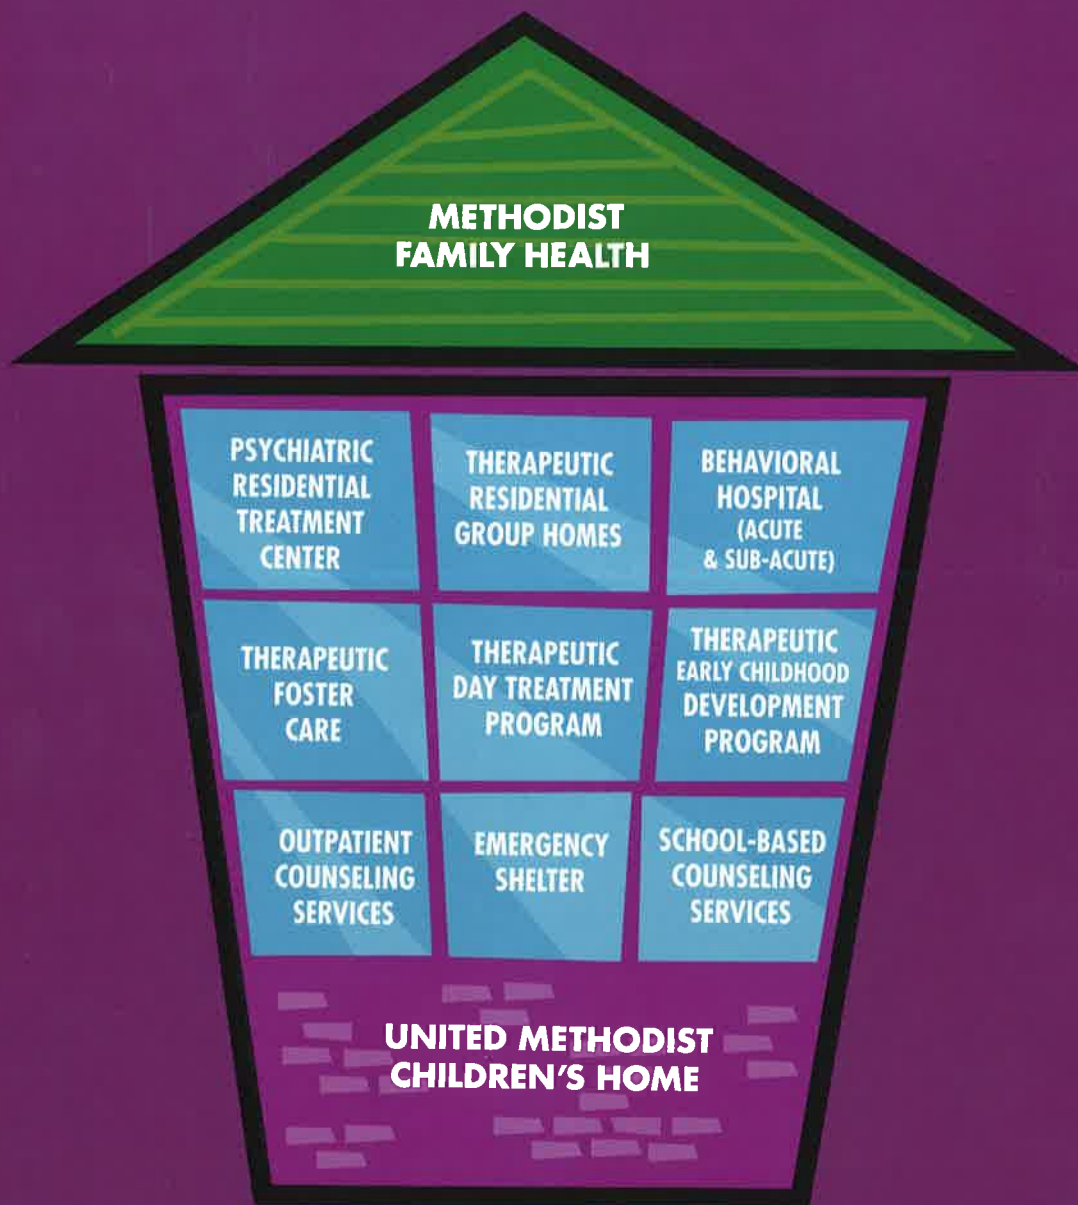 METHODIST
FAMILY HEALTH
PSYCHIATRIC
RESIDENTIAL
TREATMENT
CENTER
THERAPEUTIC
RESIDENTIAL
GROUP HOMES
BEHAVIORAL
HOSPITAL
(ACUTE
& SUB-ACUTE)
THERAPEUTIC
FOSTER
CARE
THERAPEUTIC
DAY TREATMENT
PROGRAM
THERAPEUTIC
EARLY CHILDHOOD
DEVELOPMENT
PROGRAM
OUTPATIENT
COUNSELING
SERVICES
EMERGENCY
SHELTER
SCHOOL-BASED
COUNSELING
SERVICES
UNITED METHODIST
CHILDREN'S HOME